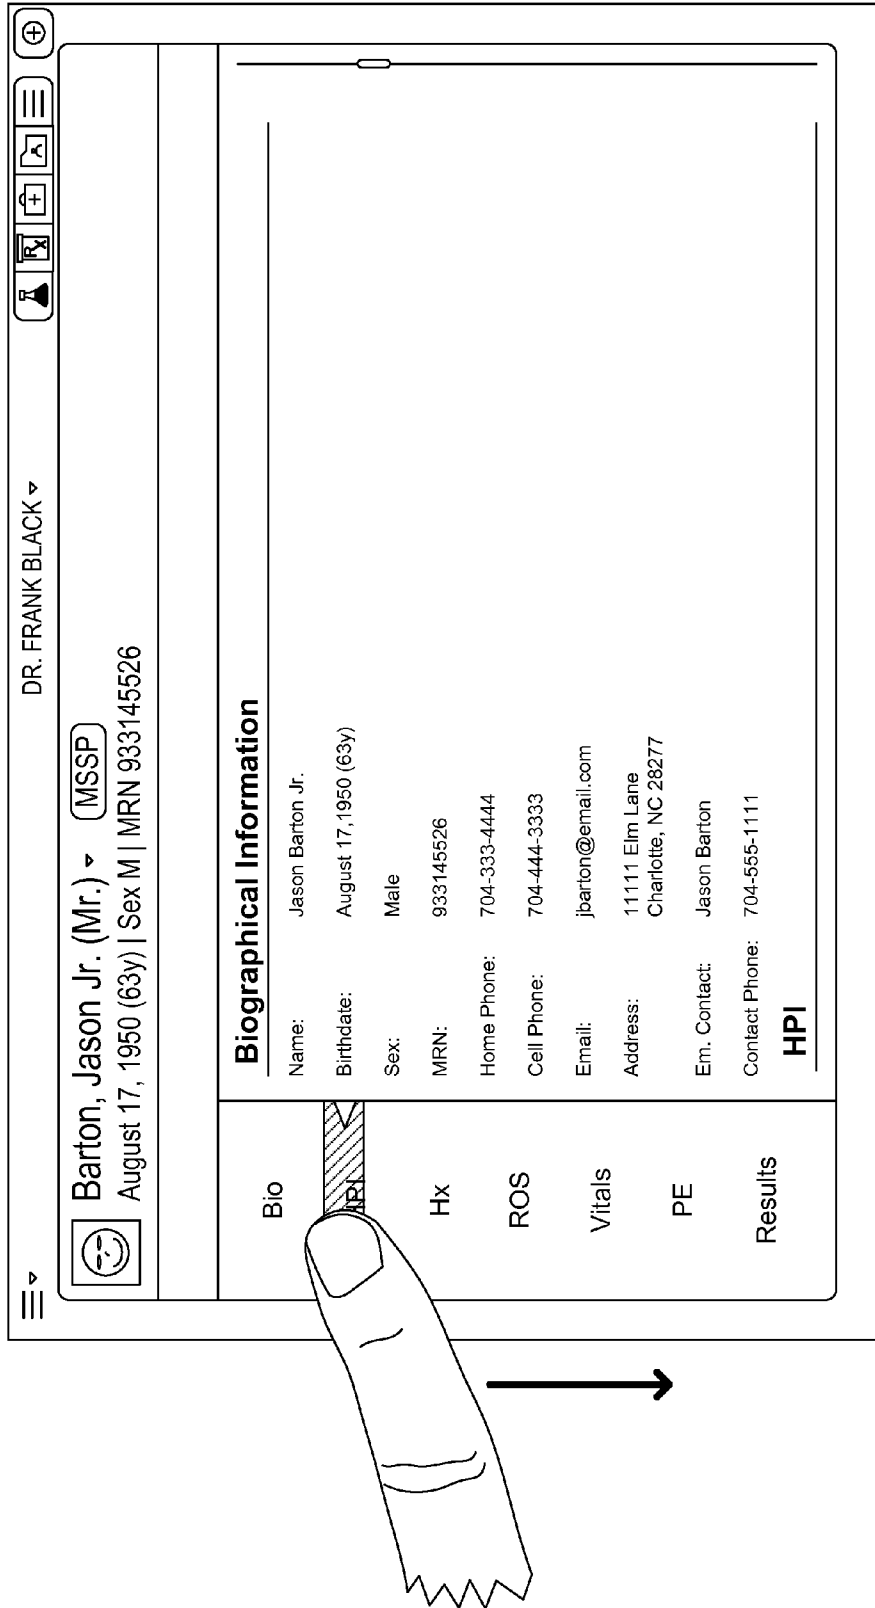 DR. FRANK BLACK
Rx
Barton, Jason Jr. (Mr.) MSSP
August 17, 1950 (63y) | Sex M | MRN 933145526
Bio
HPI
Hx
ROS
Vitals
PE
Results
Biographical Information
Name: Jason Barton Jr.
Birthdate: August 17,1950 (63y)
Sex: Male
MRN: 933145526
Home Phone: 704-333-4444
Cell Phone: 704-444-3333
Email: jbarton@email.com
Address: 11111 Elm Lane
Charlotte, NC 28277
Em. Contact: Jason Barton
Contact Phone: 704-555-1111
HPI